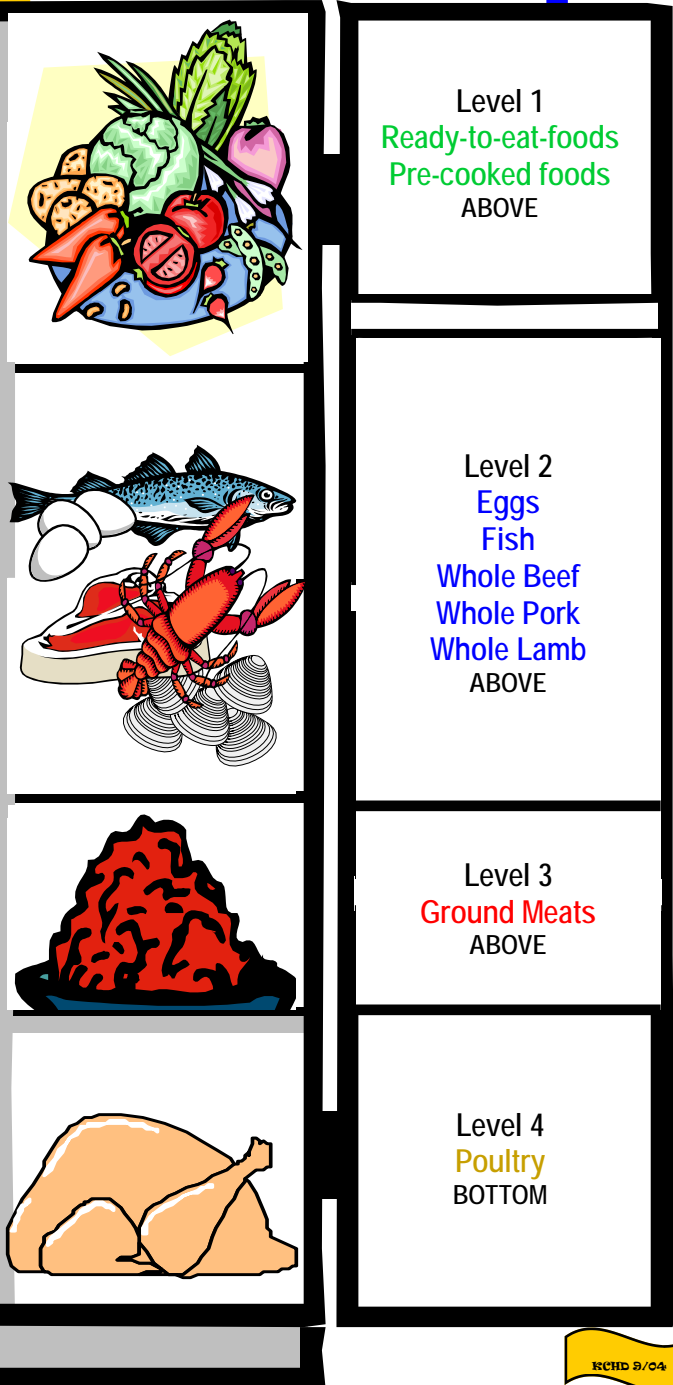 Level 1
Ready-to-eat-foods
Pre-cooked foods
ABOVE
Level 2
Eggs
Fish
Whole Beef
Whole Pork
Whole Lamb
ABOVE
Level 3
Ground Meats
ABOVE
Level 4
Poultry
BOTTOM
KCHD 9/04